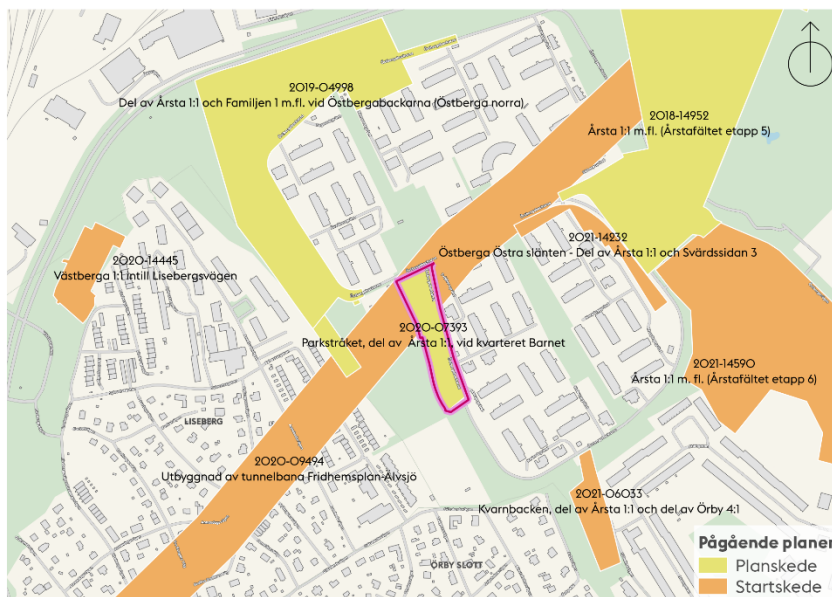 2019-04998
Del av Årsta 1:1 och Familjen 1 m.fl. vid Östbergabackarna (Östberga norra)
2018-14952
Årsta 1:1 m.fl. (Årstafältet etapp 5)
2021-14232
Östberga Östra slänten - Del av Årsta 1:1 och Svärdssidan 3
2020-14445
Västberga 1:1 intill Lisebergsvägen
2020-07393
Parkstråket, del av Årsta 1:1, vid kvarteret Barnet
2021-14590
Årsta 1:1 m. fl. (Årstafältet etapp 6)
LISEBERG
2020-09494
Utbyggnad av tunnelbana Fridhemsplan-Älvsjö
2021-06033
Kvarnbacken, del av Årsta 1:1 och del av Örby 4:1
ÖRBY SLOTT
Pågående planer
Planskede
Startskede